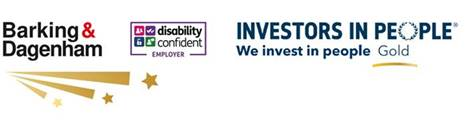 Barking &
Dagenham
disability
confident
EMPLOYER
INVESTORS IN PEOPLE®
We invest in people Gold